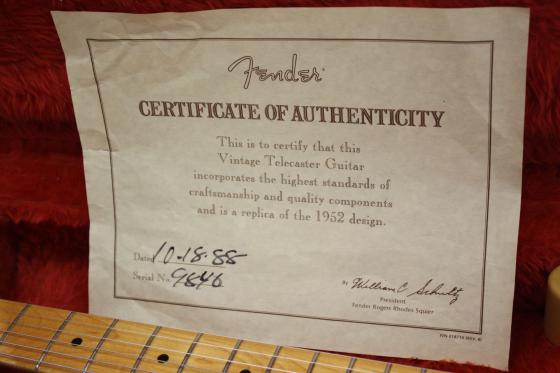 Fender
CERTIFICATE OF AUTHENTICITY
This is to certify that this
Vintage Telecaster Guitar
incorporates the highest standards of
craftsmanship and quality components
and is a replica of the 1952 design.
Dated 10-18-88
Serial No. 9846
By William C Schultz
President
Fender Rogers Rhodes Squier